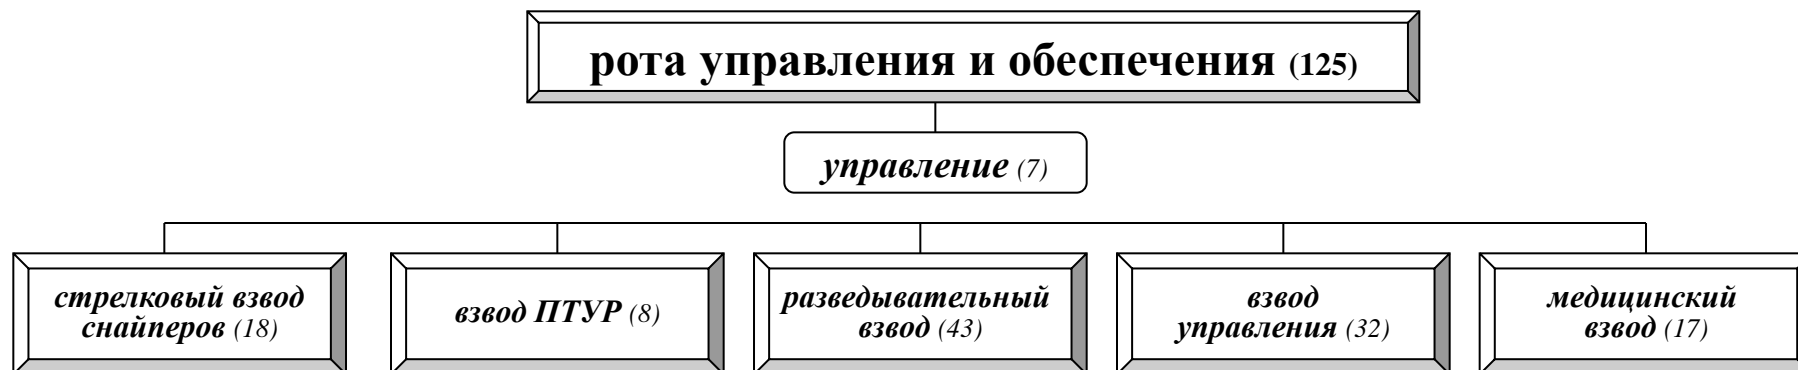 рота управления и обеспечения (125)
управление (7)
стрелковый взвод
снайперов (18)
взвод ПТУР (8)
разведывательный
взвод (43)
взвод
управления (32)
медицинский
взвод (17)